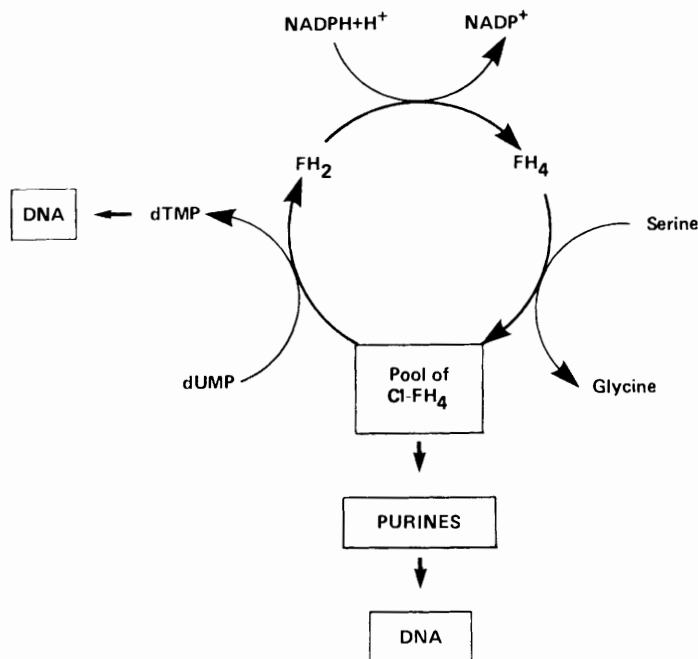 NADPH+H⁺ NADP⁺
FH₂ FH₄
DNA dTMP Serine
dUMP Pool of Glycine
C1-FH₄
PURINES
DNA